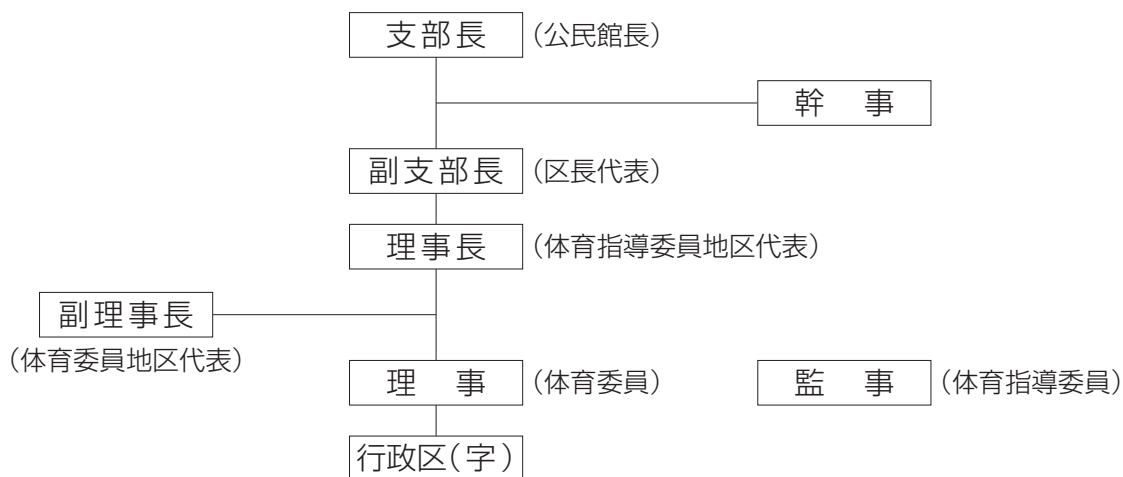 支部長（公民館長）
幹　事
副支部長（区長代表）
理事長（体育指導委員地区代表）
副理事長
（体育委員地区代表）
理　事（体育委員）
監　事（体育指導委員）
行政区（字）